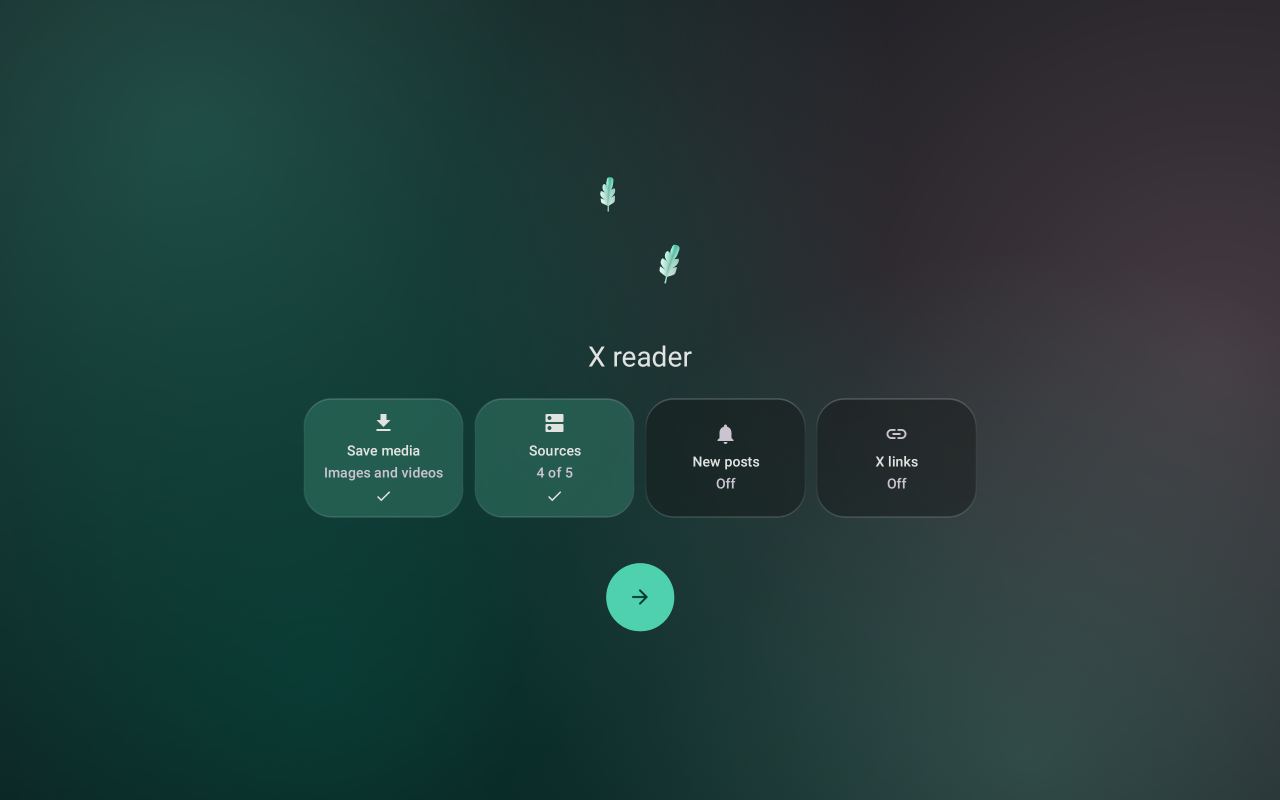 X reader
Save media
Images and videos
Sources
4 of 5
New posts
Off
X links
Off